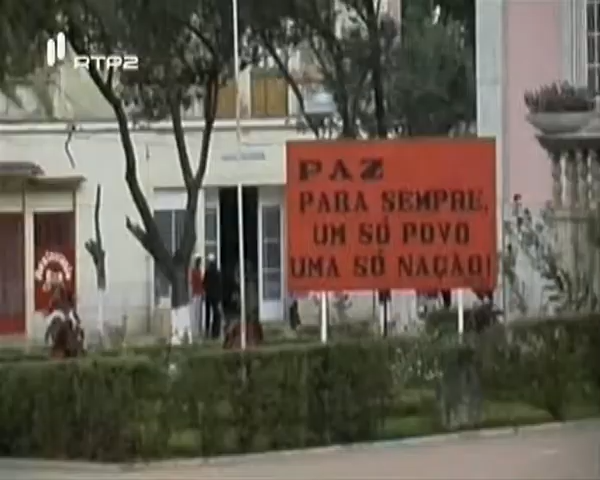 RTP2
PAZ
PARA SEMPRE,
UM SÓ POVO
UMA SÓ NAÇÃO!